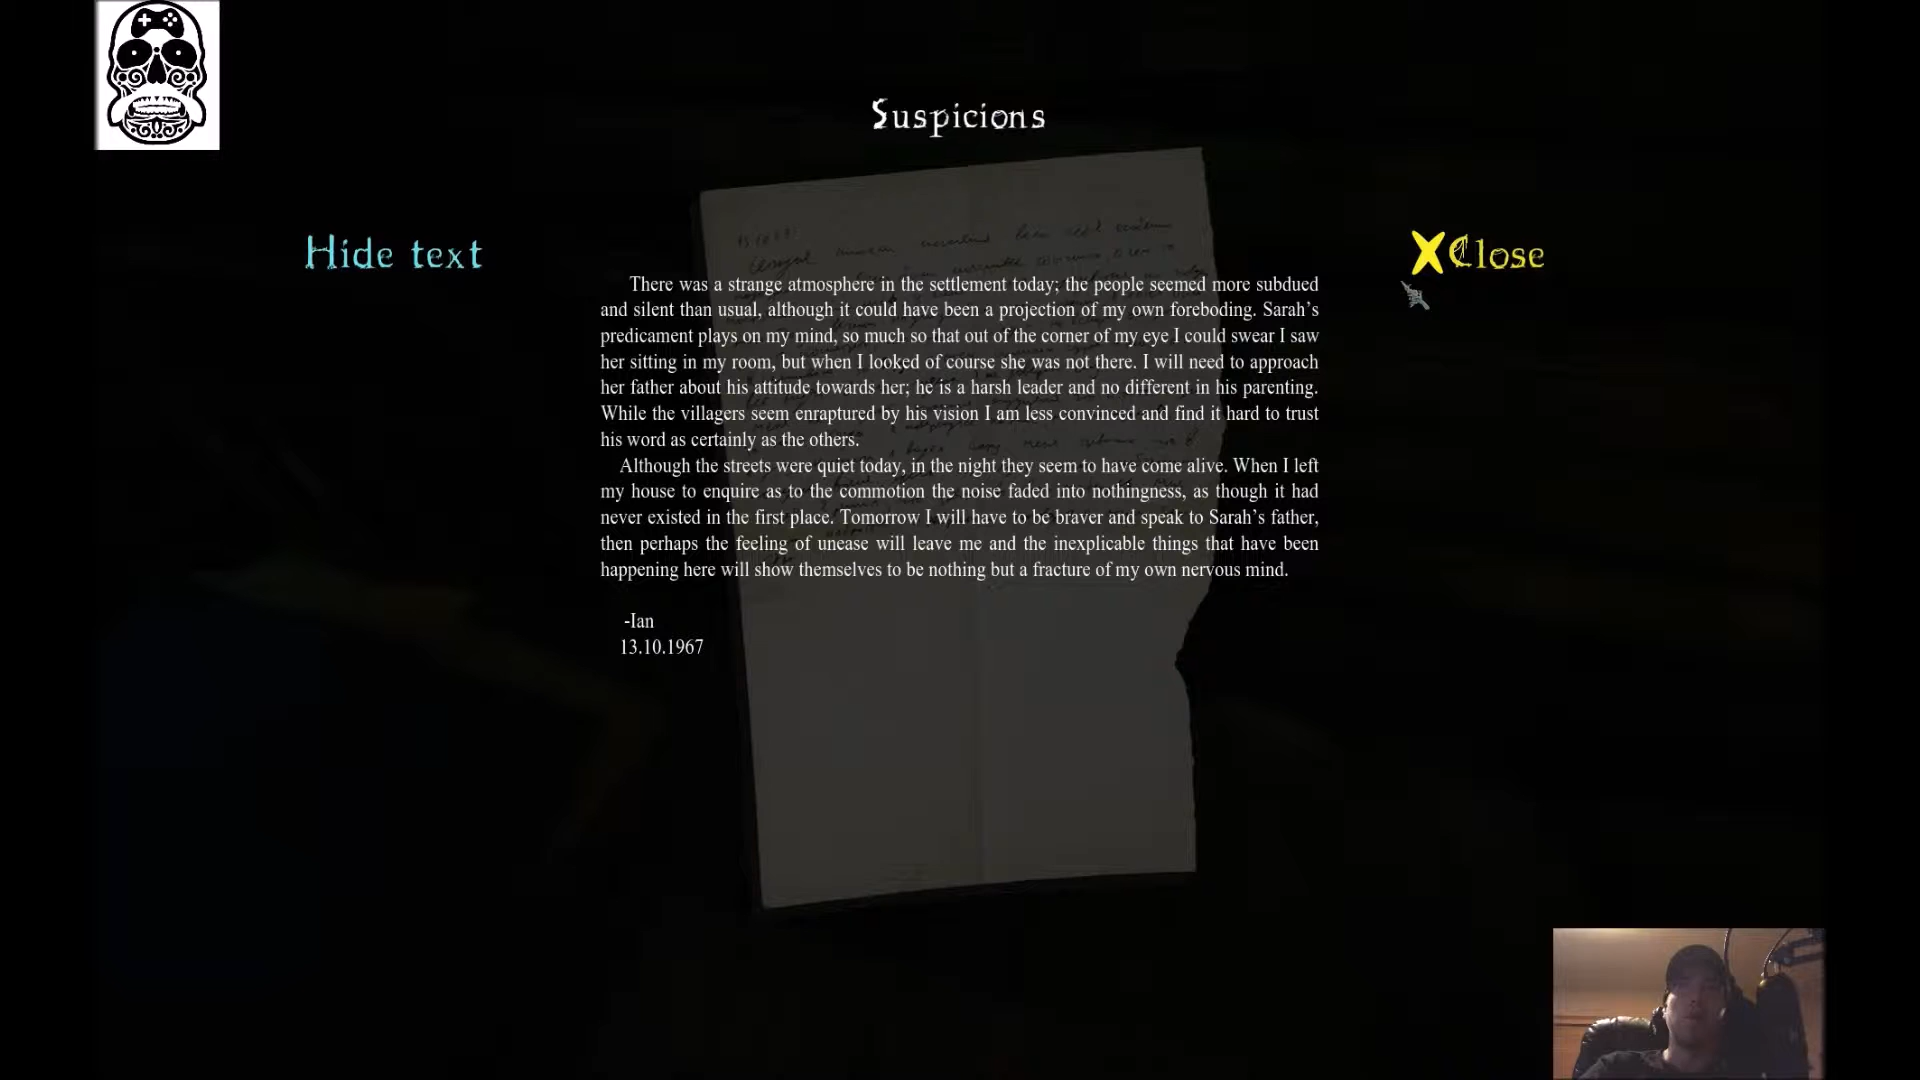 Suspicions
Hide text
Close
There was a strange atmosphere in the settlement today; the people seemed more subdued
and silent than usual, although it could have been a projection of my own foreboding. Sarah's
predicament plays on my mind, so much so that out of the corner of my eye I could swear I saw
her sitting in my room, but when I looked of course she was not there. I will need to approach
her father about his attitude towards her; he is a harsh leader and no different in his parenting.
While the villagers seem enraptured by his vision I am less convinced and find it hard to trust
his word as certainly as the others.
Although the streets were quiet today, in the night they seem to have come alive. When I left
my house to enquire as to the commotion the noise faded into nothingness, as though it had
never existed in the first place. Tomorrow I will have to be braver and speak to Sarah's father,
then perhaps the feeling of unease will leave me and the inexplicable things that have been
happening here will show themselves to be nothing but a fracture of my own nervous mind.
-Ian
13.10.1967